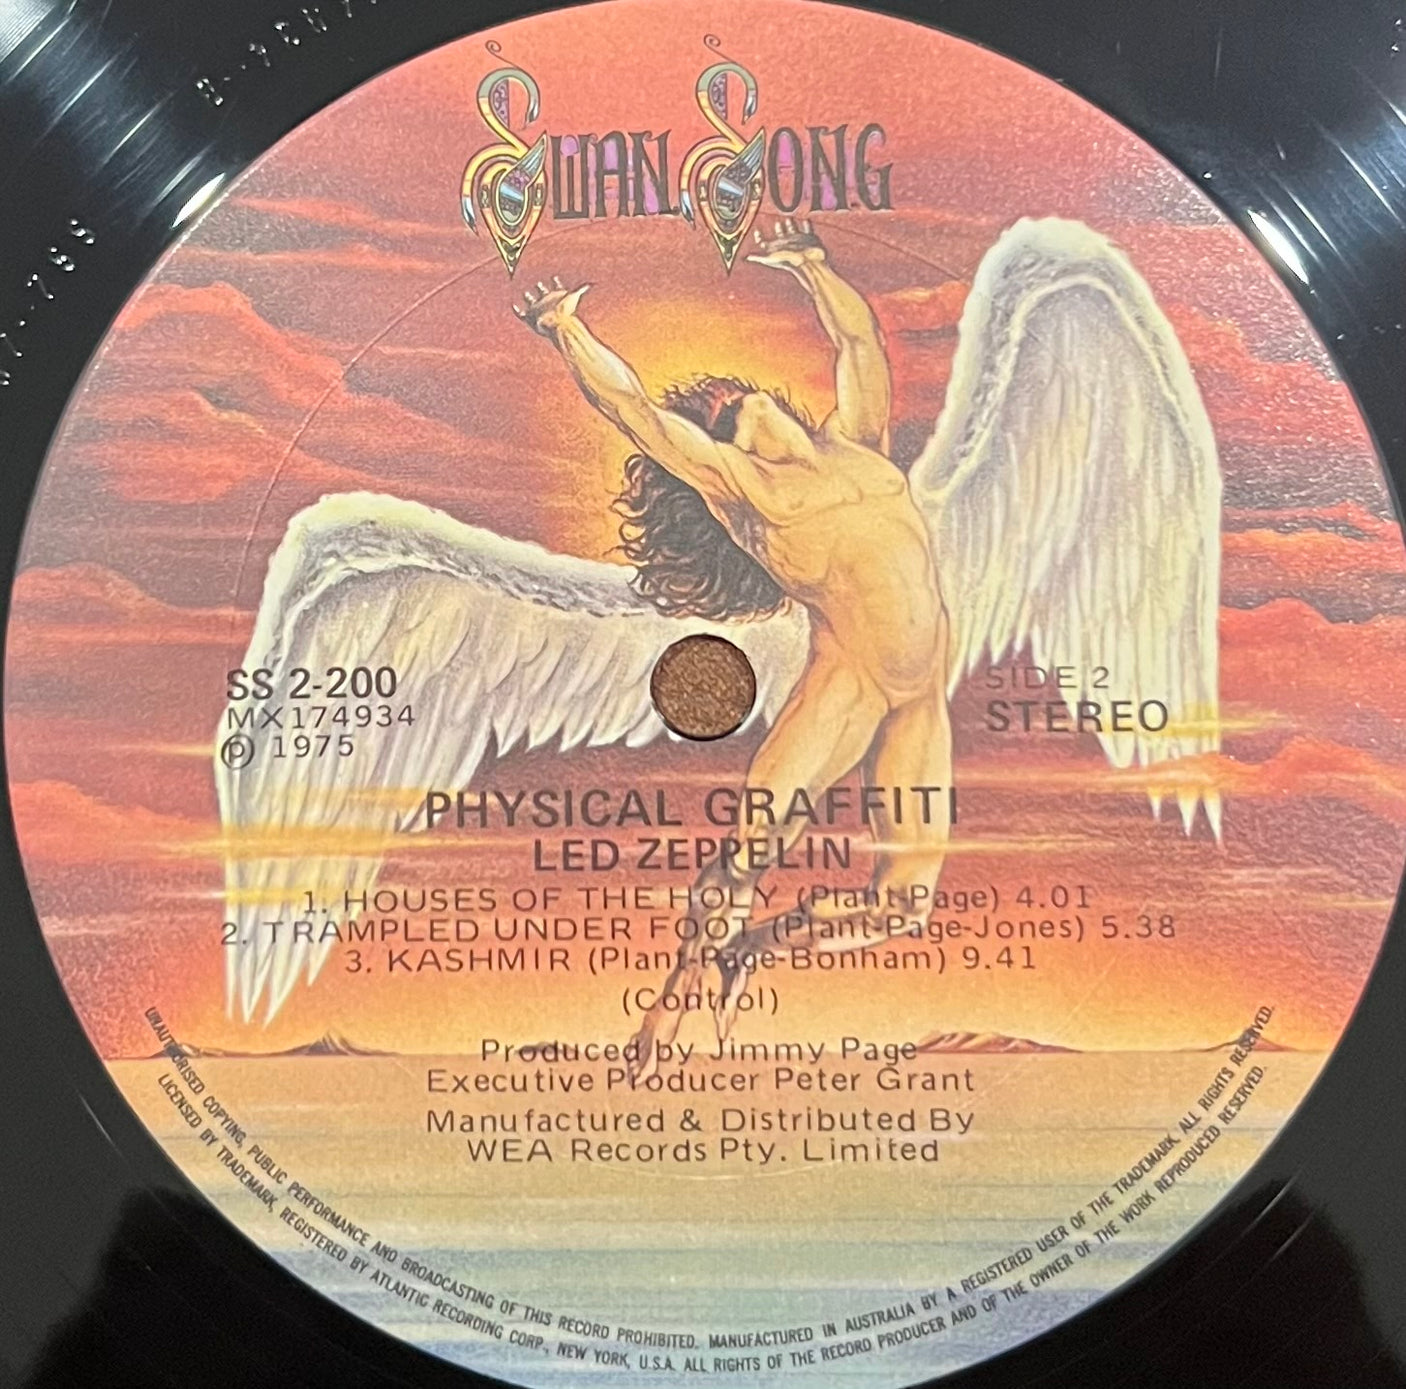 SWAN SONG
SS 2-200
MX174934
℗ 1975
SIDE 2
STEREO
PHYSICAL GRAFFITI
LED ZEPPELIN
1. HOUSES OF THE HOLY (Plant-Page) 4.01
2. TRAMPLED UNDER FOOT (Plant-Page-Jones) 5.38
3. KASHMIR (Plant-Page-Bonham) 9.41
(Control)
Produced by Jimmy Page
Executive Producer Peter Grant
Manufactured & Distributed By
WEA Records Pty. Limited
UNAUTHORISED COPYING, PUBLIC PERFORMANCE AND BROADCASTING OF THIS RECORD PROHIBITED. MANUFACTURED IN AUSTRALIA BY A REGISTERED USER OF THE TRADEMARK. ALL RIGHTS RESERVED.
LICENSED BY TRADEMARK, REGISTERED BY ATLANTIC RECORDING CORP., NEW YORK, U.S.A. ALL RIGHTS OF THE RECORD PRODUCER AND OF THE OWNER OF THE WORK REPRODUCED RESERVED.